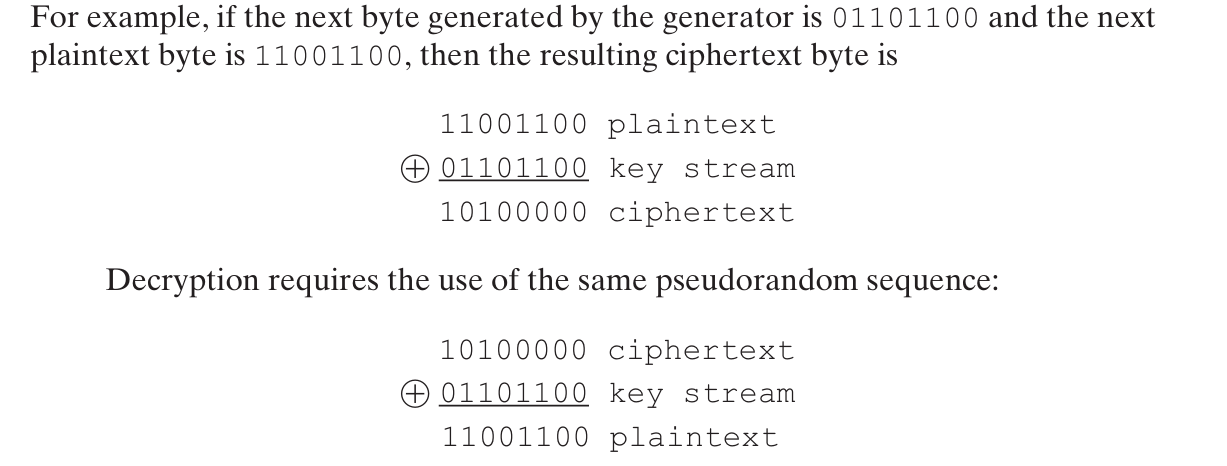 For example, if the next byte generated by the generator is 01101100 and the next
plaintext byte is 11001100, then the resulting ciphertext byte is
11001100 plaintext
⊕ 01101100 key stream
10100000 ciphertext
Decryption requires the use of the same pseudorandom sequence:
10100000 ciphertext
⊕ 01101100 key stream
11001100 plaintext